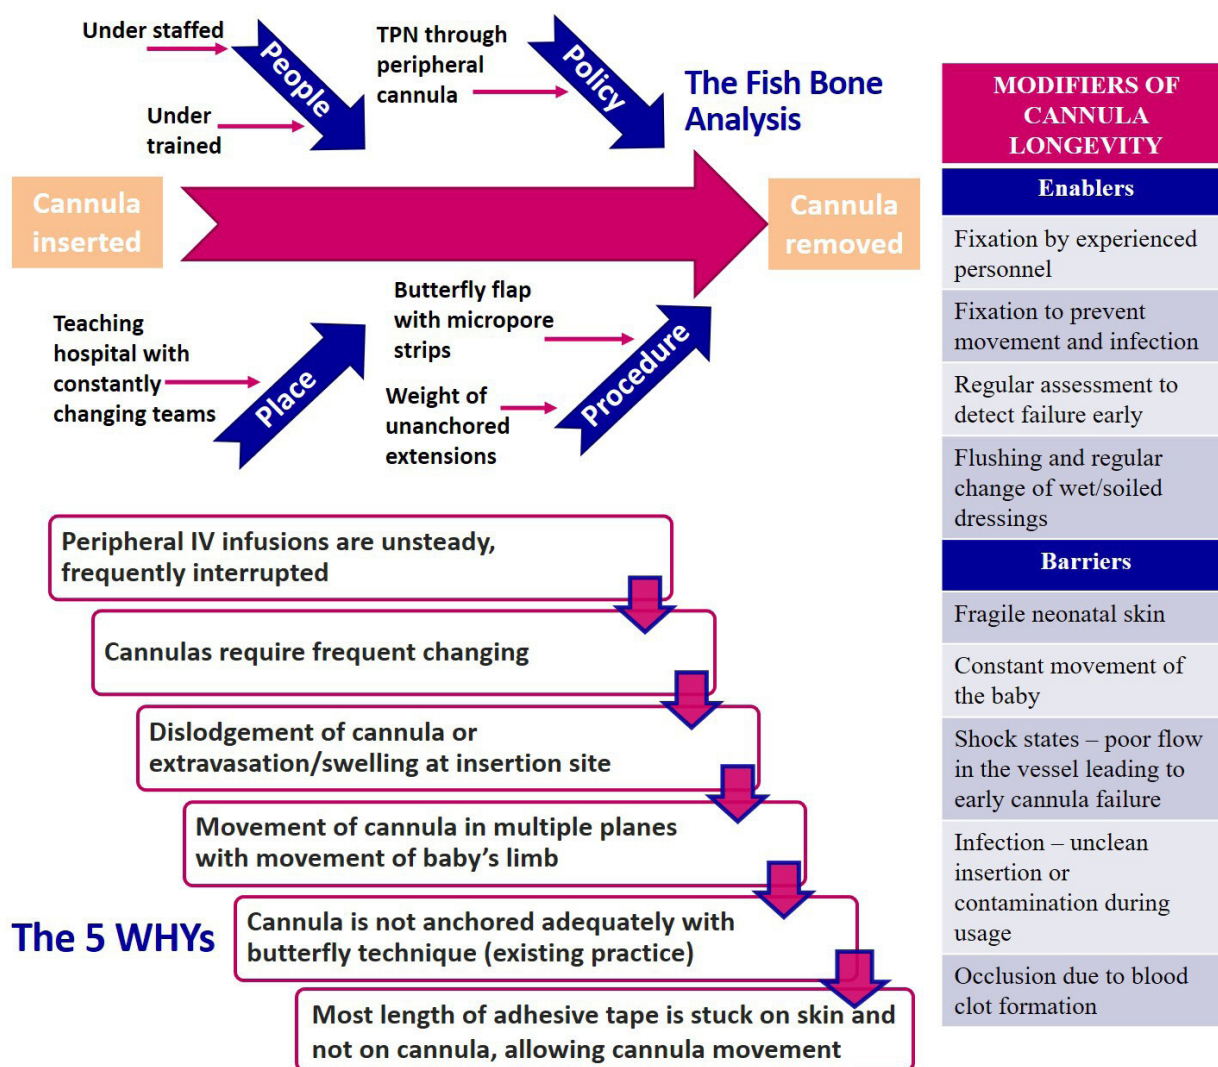 Under staffed
People
Under
trained
TPN through
peripheral
cannula
Policy
The Fish Bone
Analysis
Cannula
inserted
Cannula
removed
Teaching
hospital with
constantly
changing teams
Place
Butterfly flap
with micropore
strips
Weight of
unanchored
extensions
Procedure
The 5 WHYs
Peripheral IV infusions are unsteady,
frequently interrupted
Cannulas require frequent changing
Dislodgement of cannula or
extravasation/swelling at insertion site
Movement of cannula in multiple planes
with movement of baby's limb
Cannula is not anchored adequately with
butterfly technique (existing practice)
Most length of adhesive tape is stuck on skin and
not on cannula, allowing cannula movement
MODIFIERS OF
CANNULA
LONGEVITY
Enablers
Fixation by experienced
personnel
Fixation to prevent
movement and infection
Regular assessment to
detect failure early
Flushing and regular
change of wet/soiled
dressings
Barriers
Fragile neonatal skin
Constant movement of
the baby
Shock states – poor flow
in the vessel leading to
early cannula failure
Infection – unclean
insertion or
contamination during
usage
Occlusion due to blood
clot formation